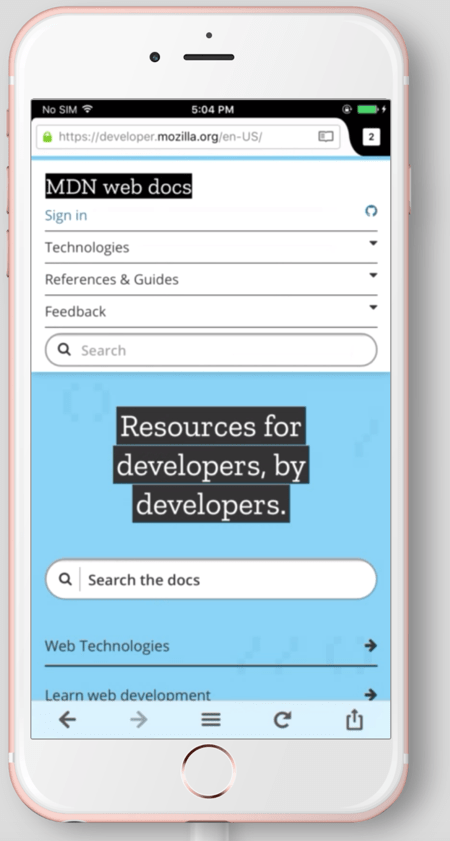 No SIM 5:04 PM
https://developer.mozilla.org/en-US/ 2
MDN web docs
Sign in
Technologies
References & Guides
Feedback
Search
Resources for
developers, by
developers.
Search the docs
Web Technologies
Learn web development